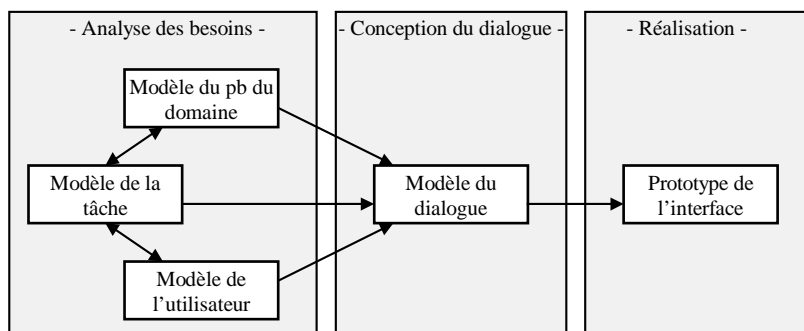 - Analyse des besoins -
- Conception du dialogue -
- Réalisation -
Modèle du pb du
domaine
Modèle de la
tâche
Modèle du
dialogue
Prototype de
l’interface
Modèle de
l’utilisateur